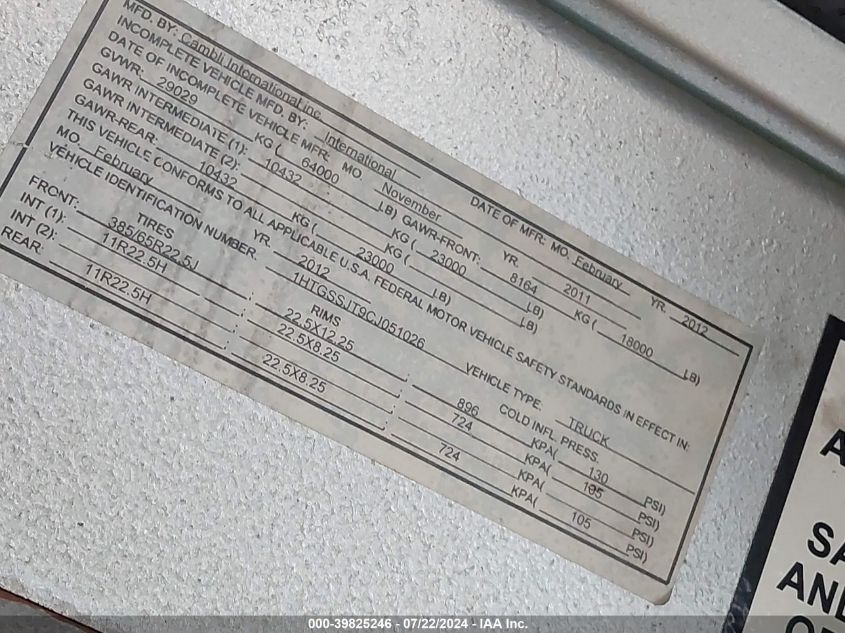 MFD. BY: Cambli International inc. DATE OF MFR: MO. February YR. 2012
INCOMPLETE VEHICLE MFD. BY: International
DATE OF INCOMPLETE VEHICLE MFR: MO. November YR. 2011
GVWR: 29029 KG ( 64000 LB) GAWR-FRONT: 8164 KG ( 18000 LB)
GAWR INTERMEDIATE (1): 10432 KG ( 23000 LB)
GAWR INTERMEDIATE (2): KG ( LB)
GAWR-REAR: 10432 KG ( 23000 LB)
THIS VEHICLE CONFORMS TO ALL APPLICABLE U.S.A. FEDERAL MOTOR VEHICLE SAFETY STANDARDS IN EFFECT IN:
MO. February YR. 2012
VEHICLE IDENTIFICATION NUMBER. 1HTGSSJT9CJ051026 VEHICLE TYPE. TRUCK
TIRES RIMS COLD INFL. PRESS.
FRONT: 385/65R22.5J ; 22.5X12.25 ; 896 KPA( 130 PSI)
INT (1): 11R22.5H ; 22.5X8.25 ; 724 KPA( 105 PSI)
INT (2): ; ; KPA( PSI)
REAR: 11R22.5H ; 22.5X8.25 ; 724 KPA( 105 PSI)
SA
AND
000-39825246 - 07/22/2024 - IAA Inc.